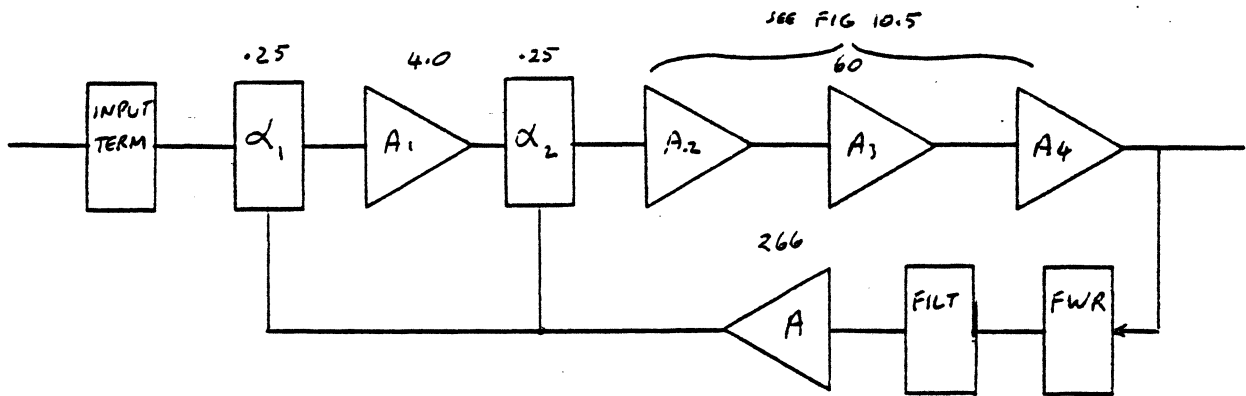 SEE FIG 10.5
.25
4.0
.25
60
INPUT
TERM
α₁
A₁
α₂
A.2
A₃
A₄
266
A
FILT
FWR